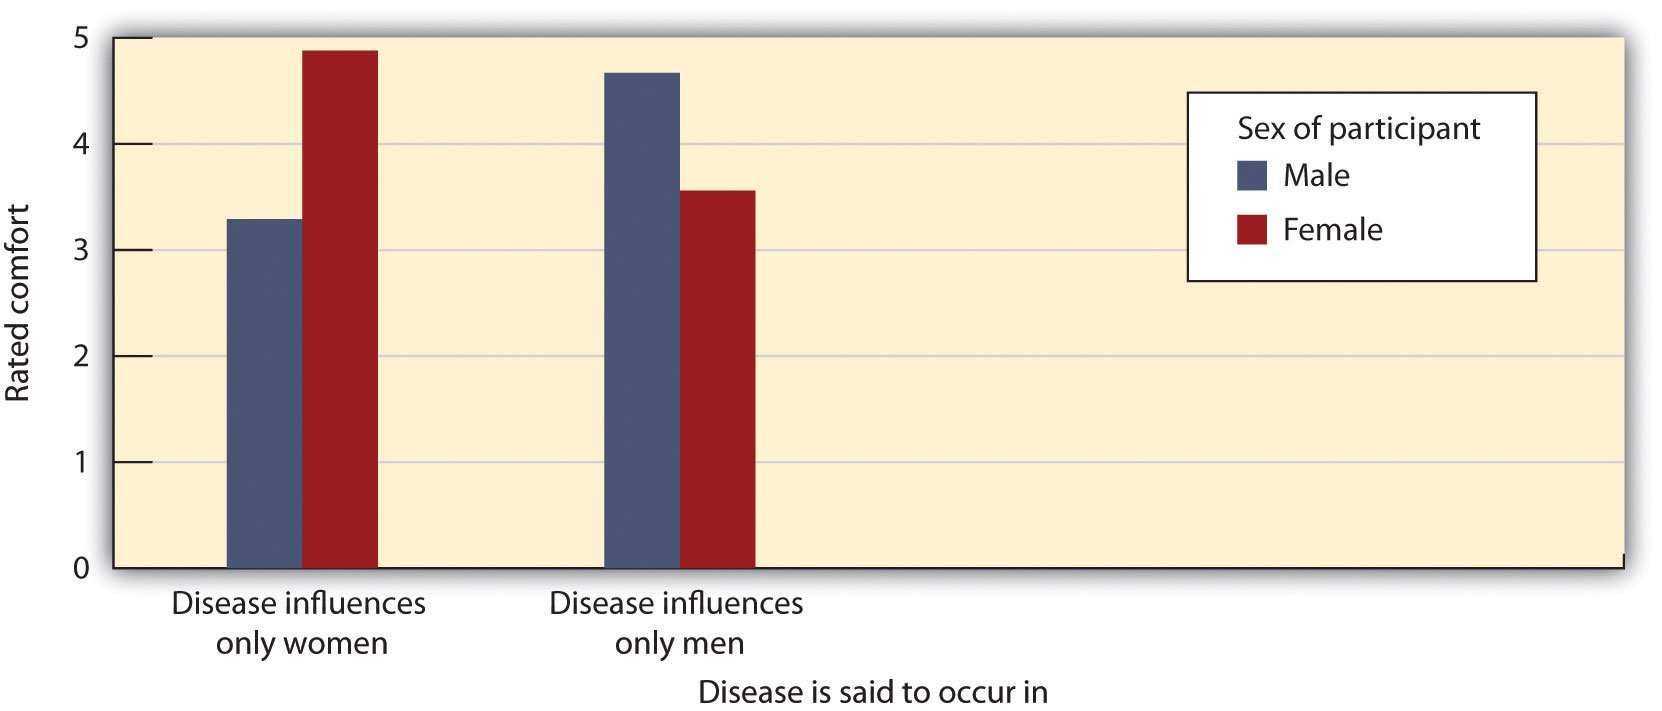 5
4
3
2
1
0
Rated comfort
Sex of participant
Male
Female
Disease influences
only women
Disease influences
only men
Disease is said to occur in